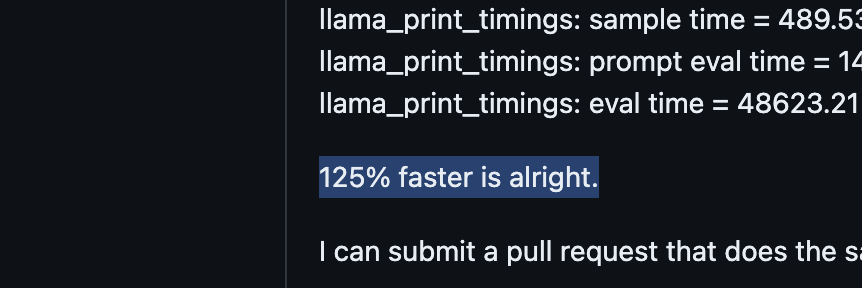 llama_print_timings: sample time = 489.53
llama_print_timings: prompt eval time = 14
llama_print_timings: eval time = 48623.21
125% faster is alright.
I can submit a pull request that does the